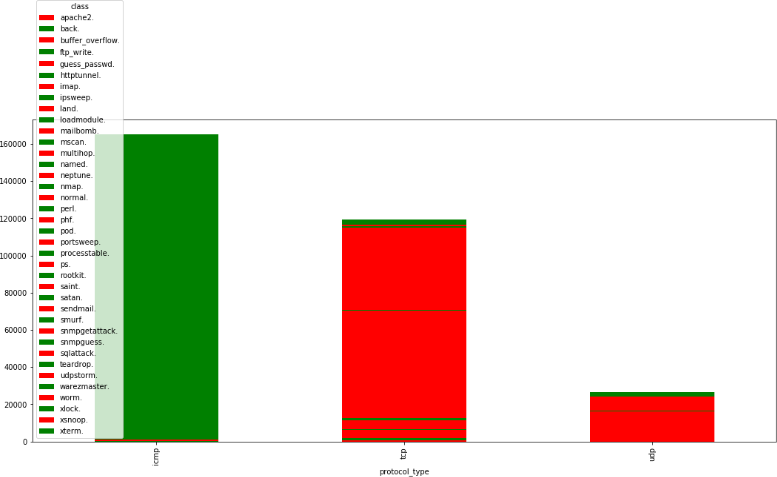 class
apache2.
back.
buffer_overflow.
ftp_write.
guess_passwd.
httptunnel.
imap.
ipsweep.
land.
loadmodule.
mailbomb.
mscan.
multihop.
named.
neptune.
nmap.
normal.
perl.
phf.
pod.
portsweep.
processtable.
ps.
rootkit.
saint.
satan.
sendmail.
smurf.
snmpgetattack.
snmpguess.
sqlattack.
teardrop.
udpstorm.
warezmaster.
worm.
xlock.
xsnoop.
xterm.
160000
140000
120000
100000
80000
60000
40000
20000
0
icmp
tcp
udp
protocol_type